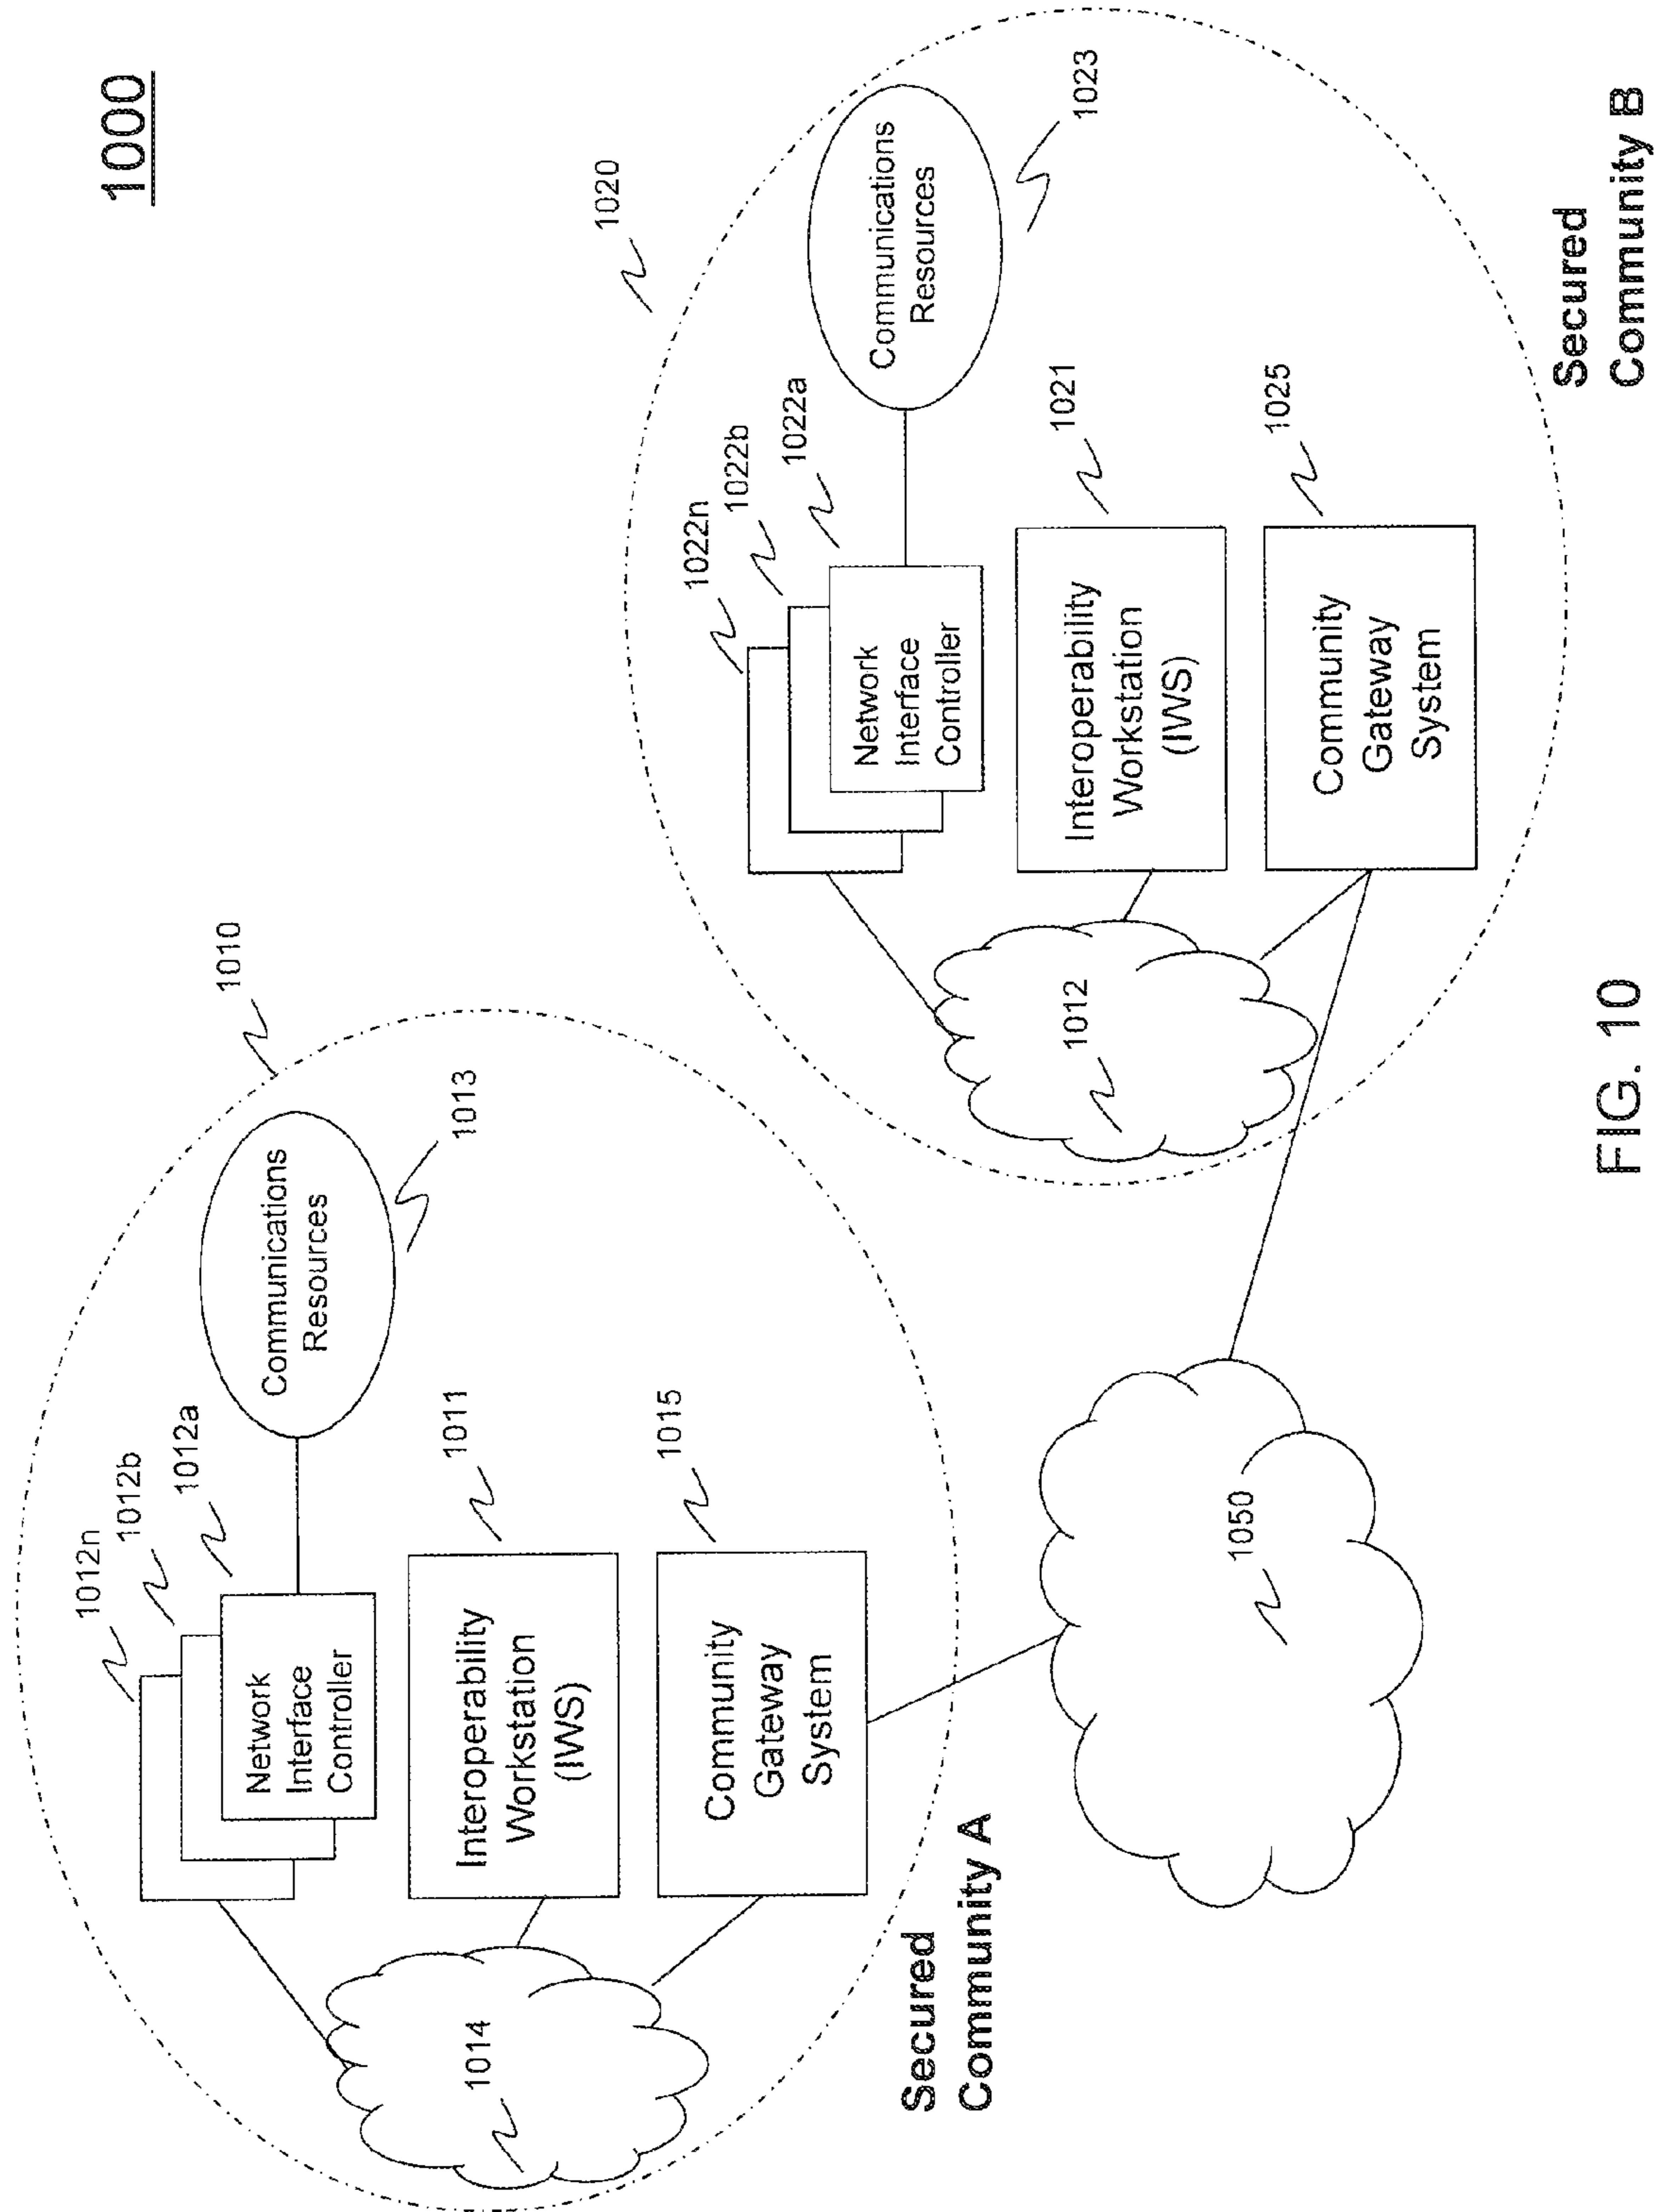 1000
1010
1012n
1012b
1012a
Network
Interface
Controller
Communications
Resources
1013
1014
Interoperability
Workstation
(IWS)
1011
Community
Gateway
System
1015
Secured
Community A
1050
1020
1022n
1022b
1022a
Network
Interface
Controller
Communications
Resources
1023
1012
Interoperability
Workstation
(IWS)
1021
Community
Gateway
System
1025
Secured
Community B
FIG. 10